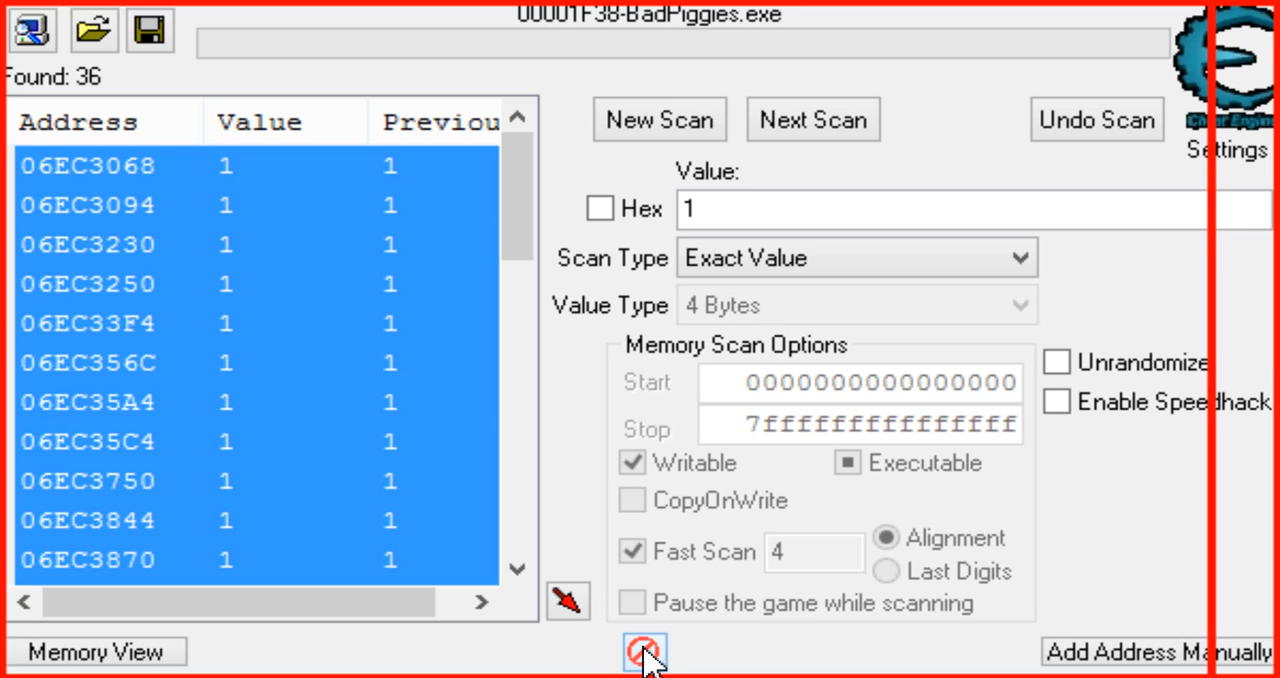 00001F38-BadPiggies.exe
Found: 36
Address Value Previou
06EC3068 1 1
06EC3094 1 1
06EC3230 1 1
06EC3250 1 1
06EC33F4 1 1
06EC356C 1 1
06EC35A4 1 1
06EC35C4 1 1
06EC3750 1 1
06EC3844 1 1
06EC3870 1 1
Memory View
New Scan Next Scan Undo Scan
Cheat Engine
Settings
Value:
Hex 1
Scan Type Exact Value
Value Type 4 Bytes
Memory Scan Options
Start 0000000000000000
Stop 7fffffffffffffff
Writable Executable
CopyOnWrite
Fast Scan 4 Alignment
Last Digits
Pause the game while scanning
Unrandomize
Enable Speedhack
Add Address Manually